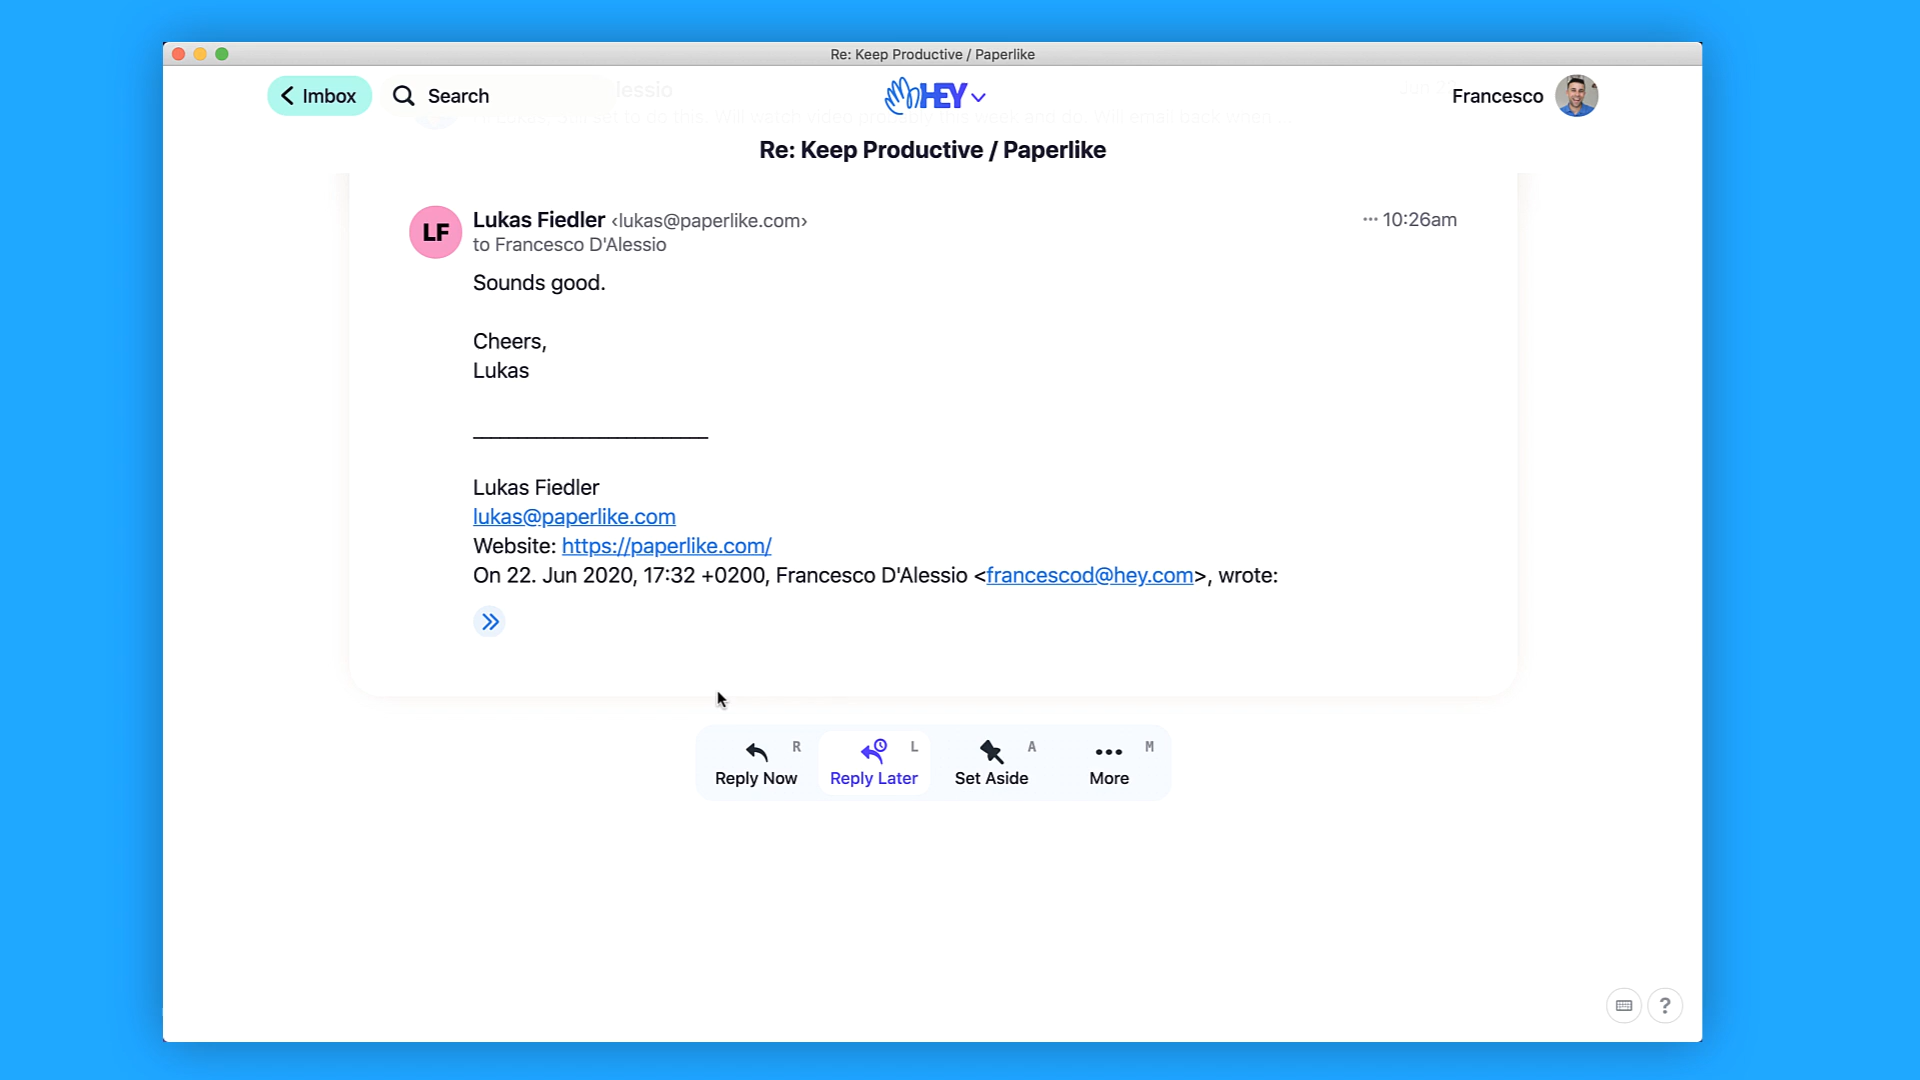 Re: Keep Productive / Paperlike
Imbox
Search
HEY
Francesco
lessio
Re: Keep Productive / Paperlike
LF
Lukas Fiedler <lukas@paperlike.com>
10:26am
to Francesco D'Alessio
Sounds good.
Cheers,
Lukas
Lukas Fiedler
lukas@paperlike.com
Website: https://paperlike.com/
On 22. Jun 2020, 17:32 +0200, Francesco D'Alessio <francescod@hey.com>, wrote:
R
L
A
M
Reply Now
Reply Later
Set Aside
More
?